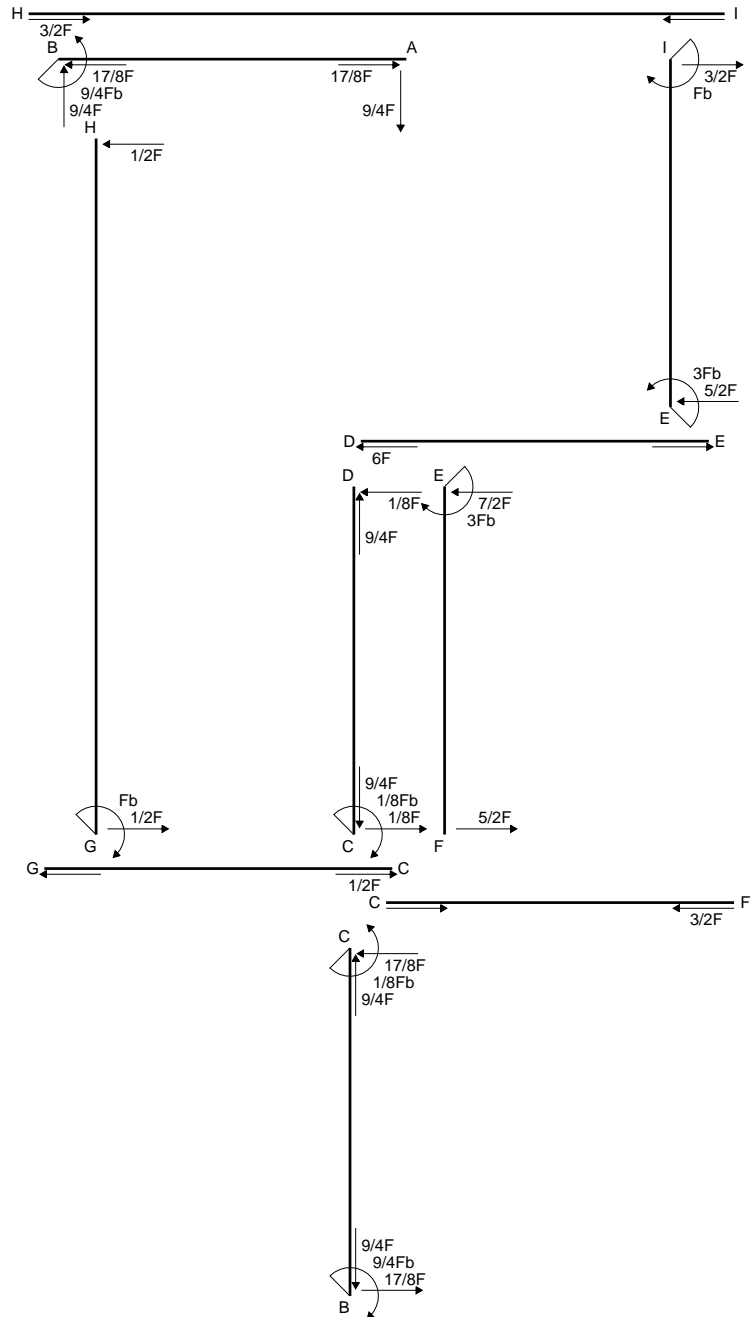 H I
3/2F
B A I
17/8F 17/8F 3/2F
9/4Fb Fb
9/4F 9/4F
H
1/2F
3Fb
5/2F
E
D E
6F
D E
1/8F 7/2F
3Fb
9/4F
9/4F
Fb 1/8Fb
1/2F 1/8F 5/2F
G C F
G C
1/2F
C F
3/2F
C
17/8F
1/8Fb
9/4F
9/4F
9/4Fb
17/8F
B